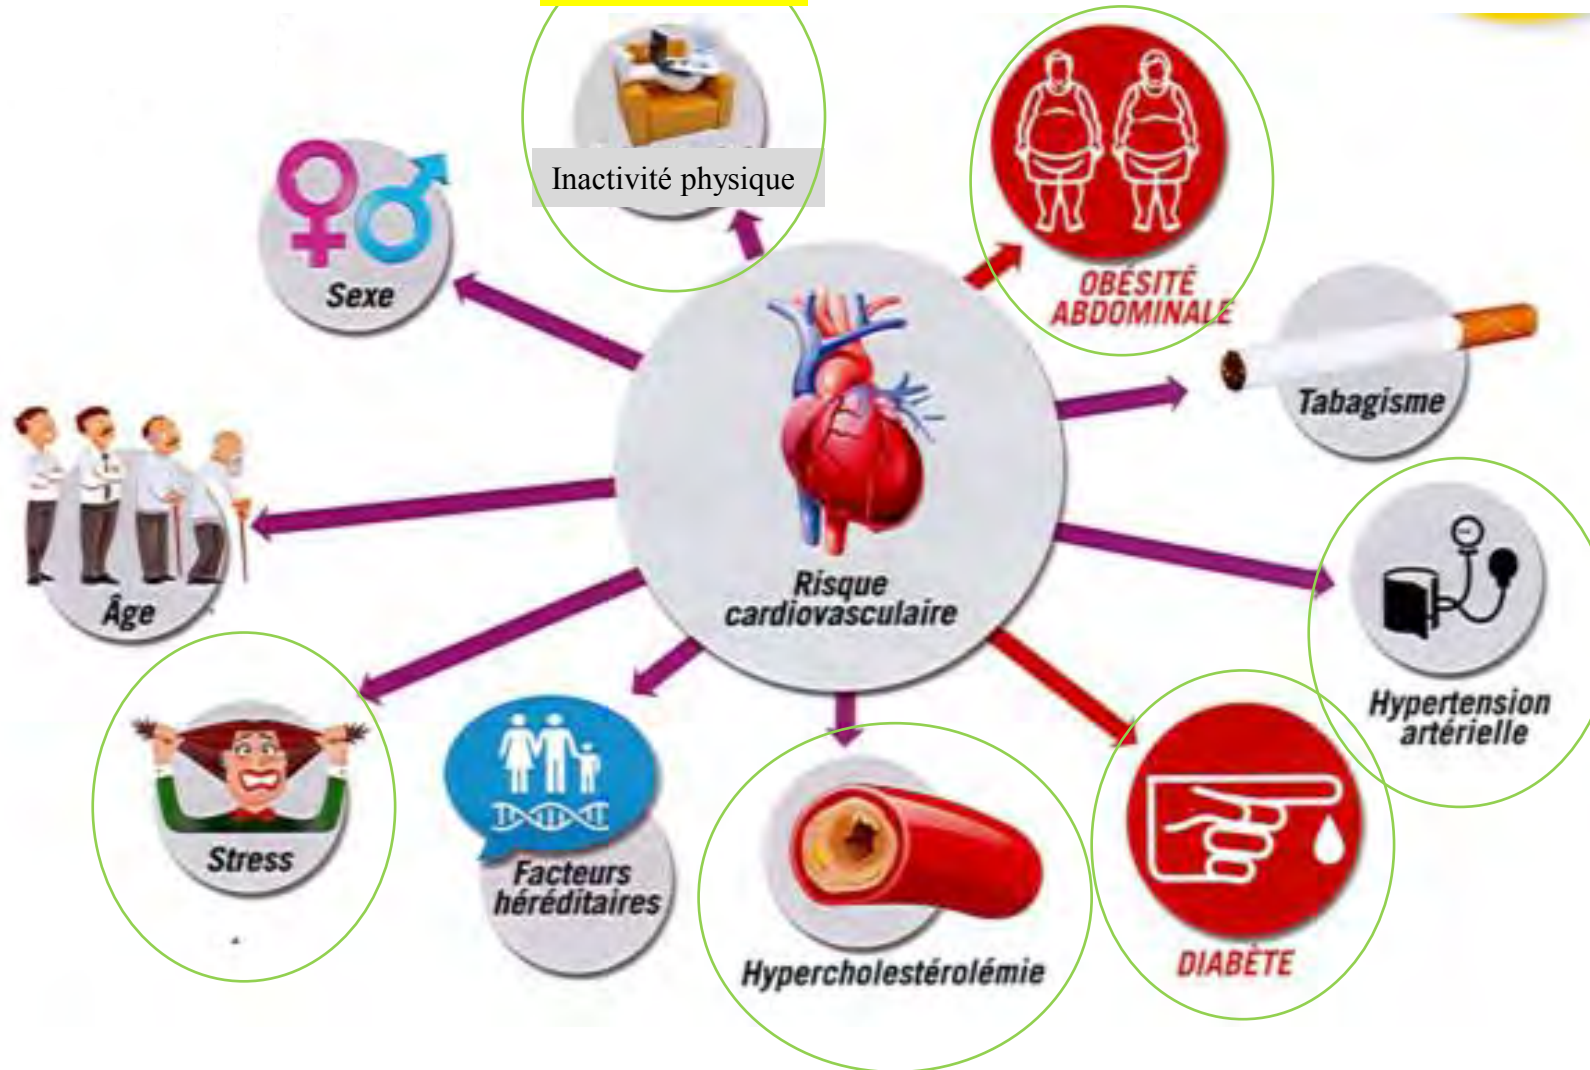 Inactivité physique
OBÉSITÉ
ABDOMINALE
Sexe
Tabagisme
Risque
cardiovasculaire
Âge
Hypertension
artérielle
Stress
Facteurs
héréditaires
Hypercholestérolémie
DIABÈTE